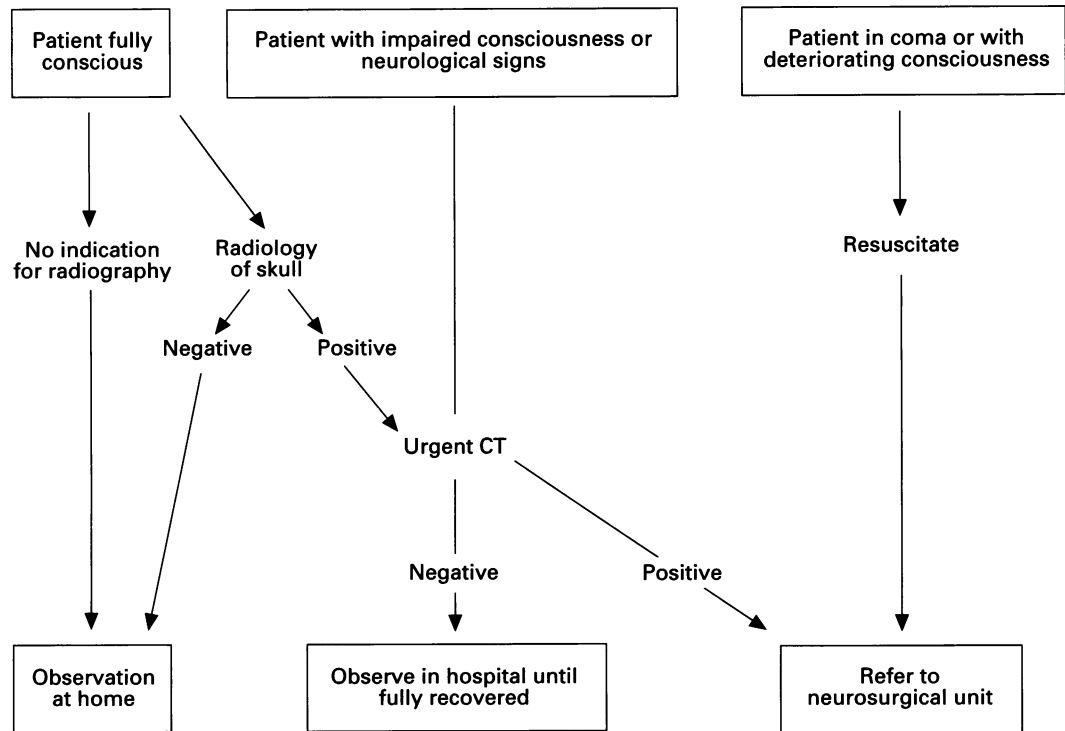 Patient fully
conscious
Patient with impaired consciousness or
neurological signs
Patient in coma or with
deteriorating consciousness
No indication
for radiography
Radiology
of skull
Resuscitate
Negative
Positive
Urgent CT
Negative
Positive
Observation
at home
Observe in hospital until
fully recovered
Refer to
neurosurgical unit